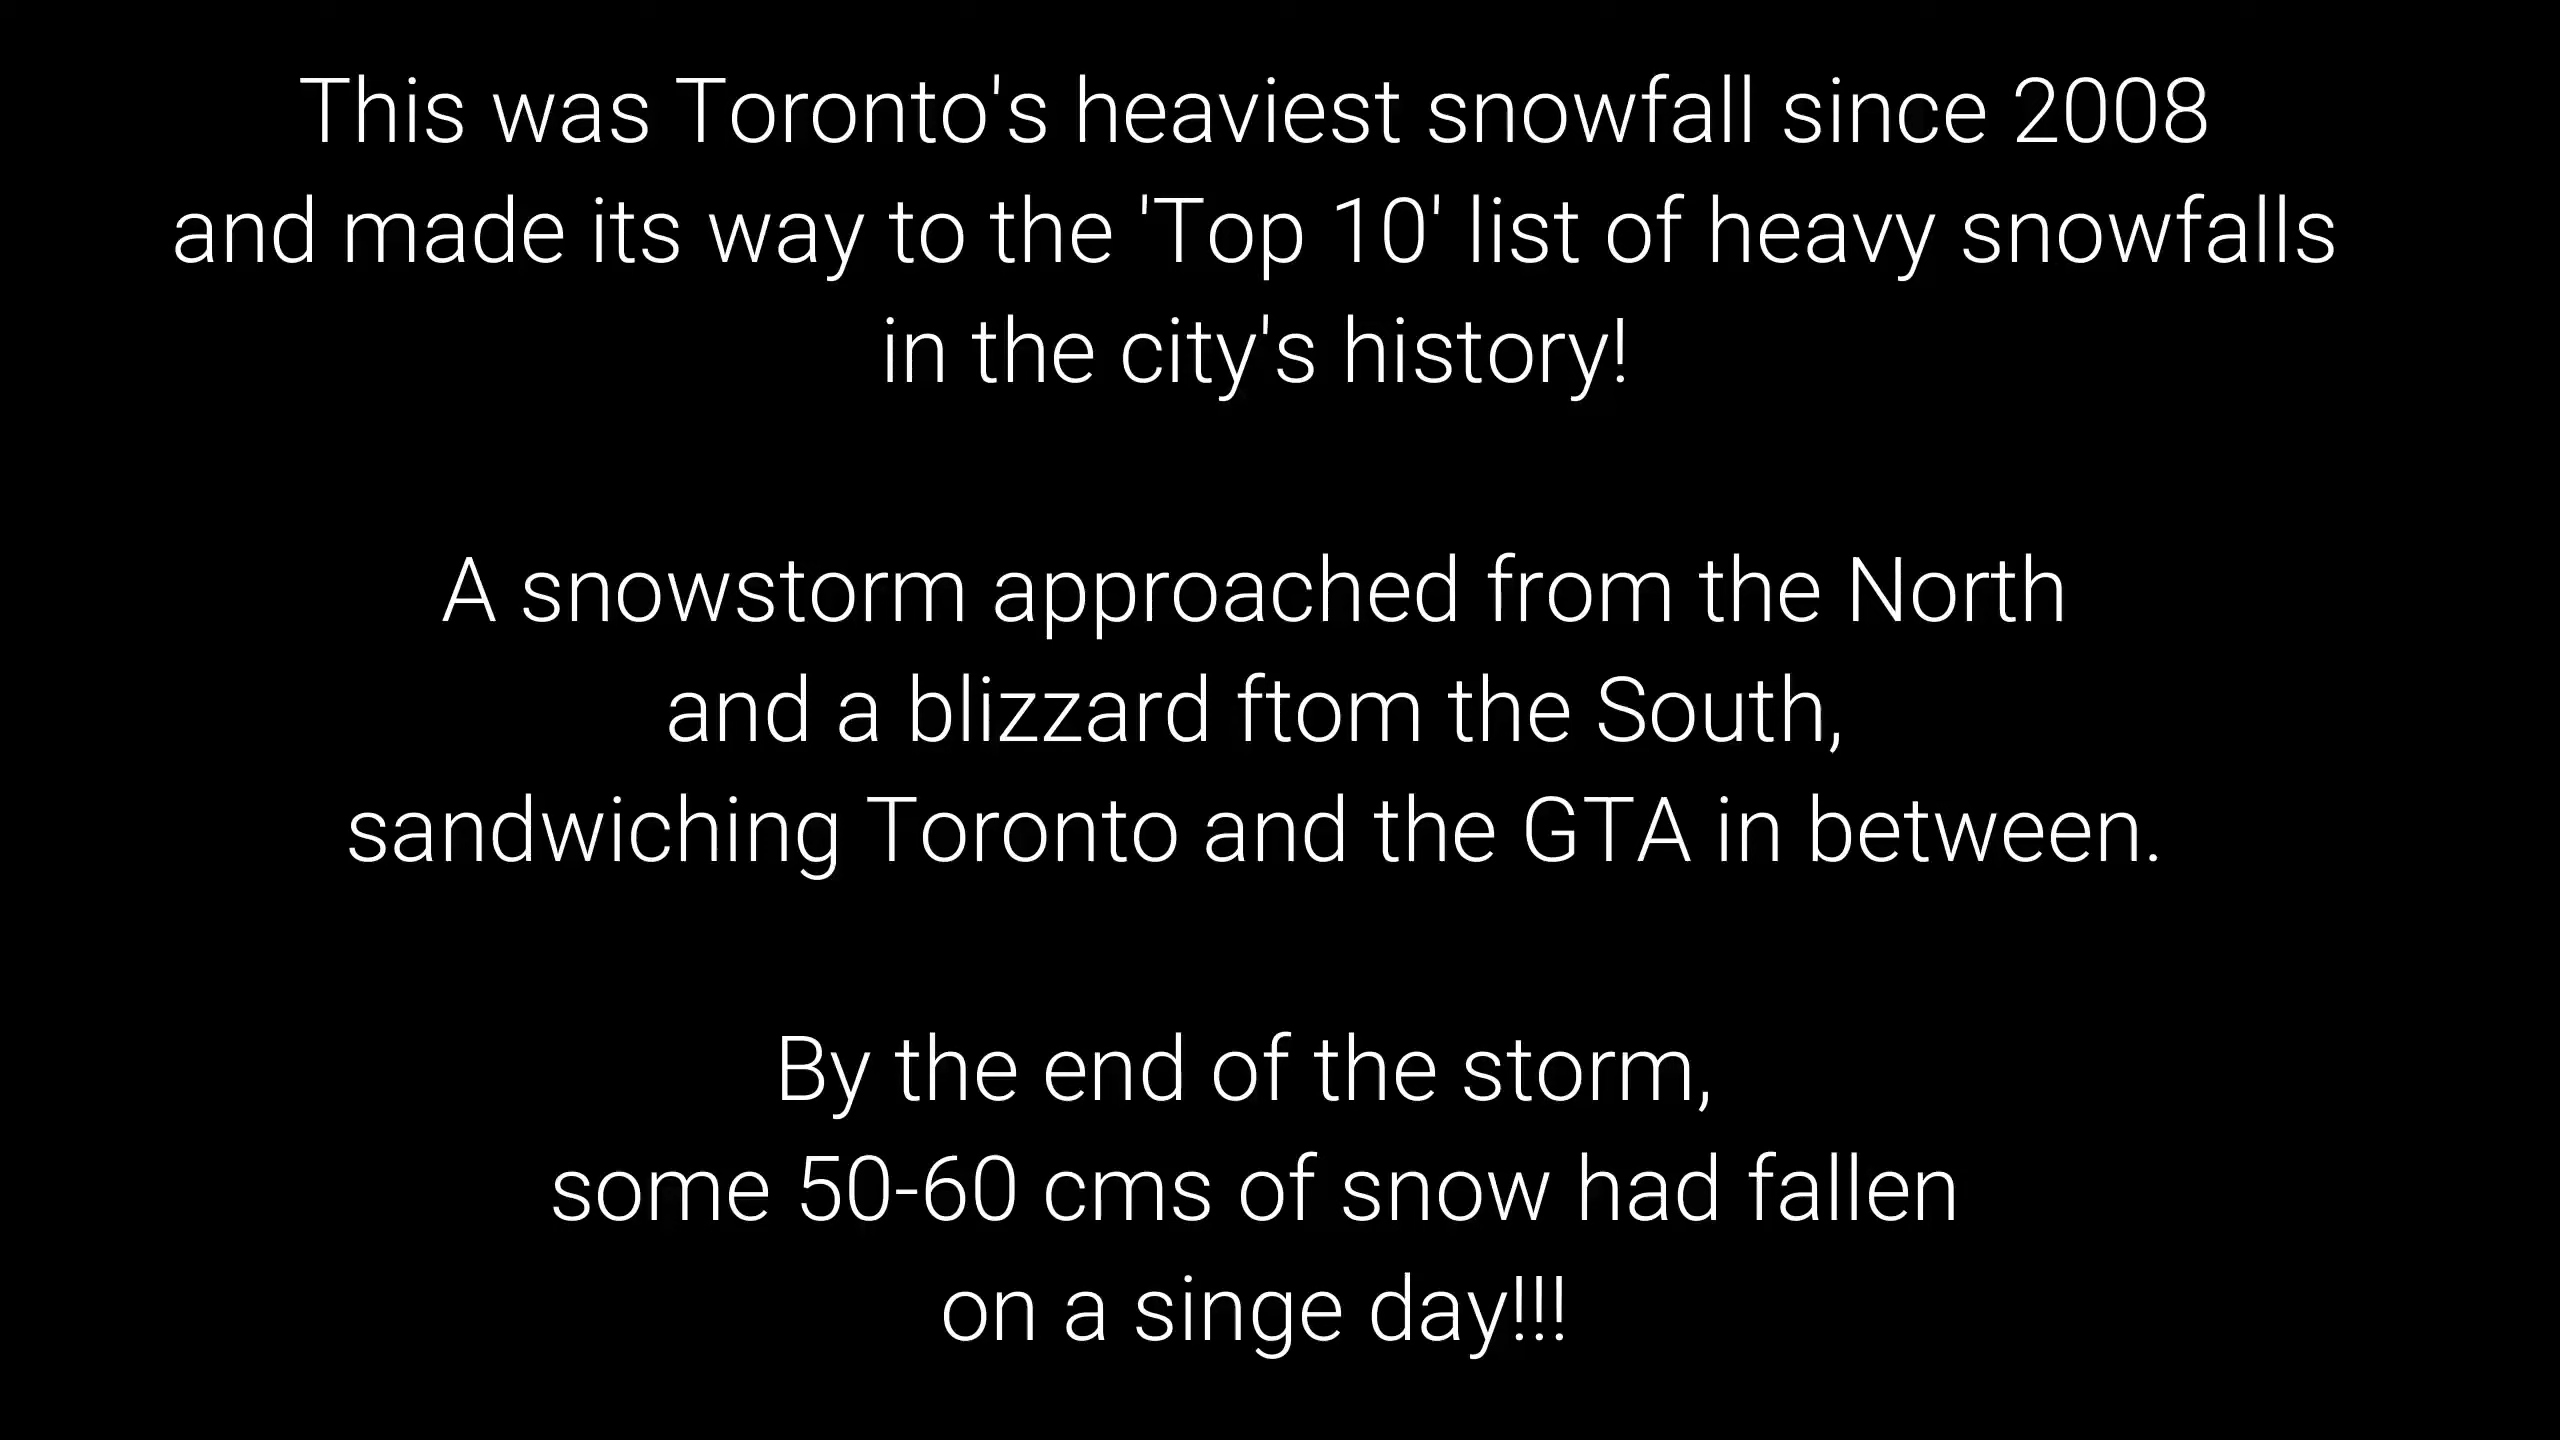 This was Toronto's heaviest snowfall since 2008
and made its way to the 'Top 10' list of heavy snowfalls
in the city's history!
A snowstorm approached from the North
and a blizzard ftom the South,
sandwiching Toronto and the GTA in between.
By the end of the storm,
some 50-60 cms of snow had fallen
on a singe day!!!